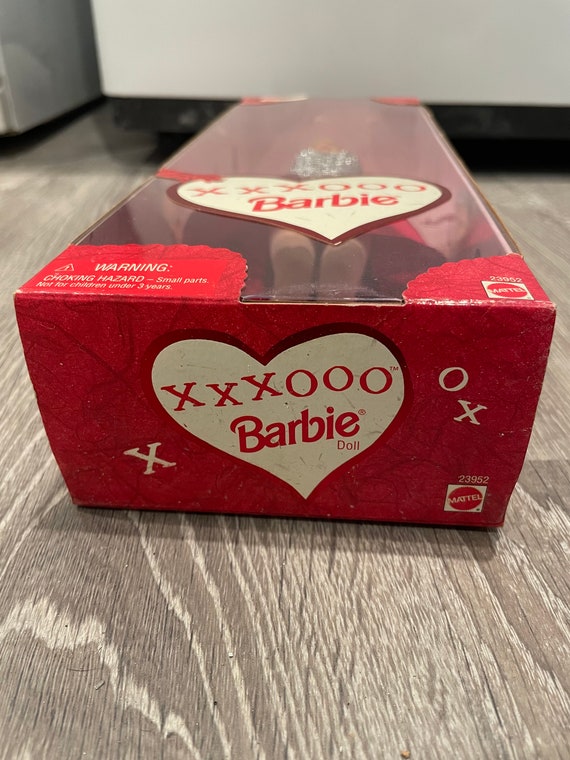 XXXOOO
Barbie®
⚠ WARNING:
CHOKING HAZARD – Small parts.
Not for children under 3 years.
23952
MATTEL
XXXOOO™
Barbie®
Doll
O
X
X
23952
MATTEL